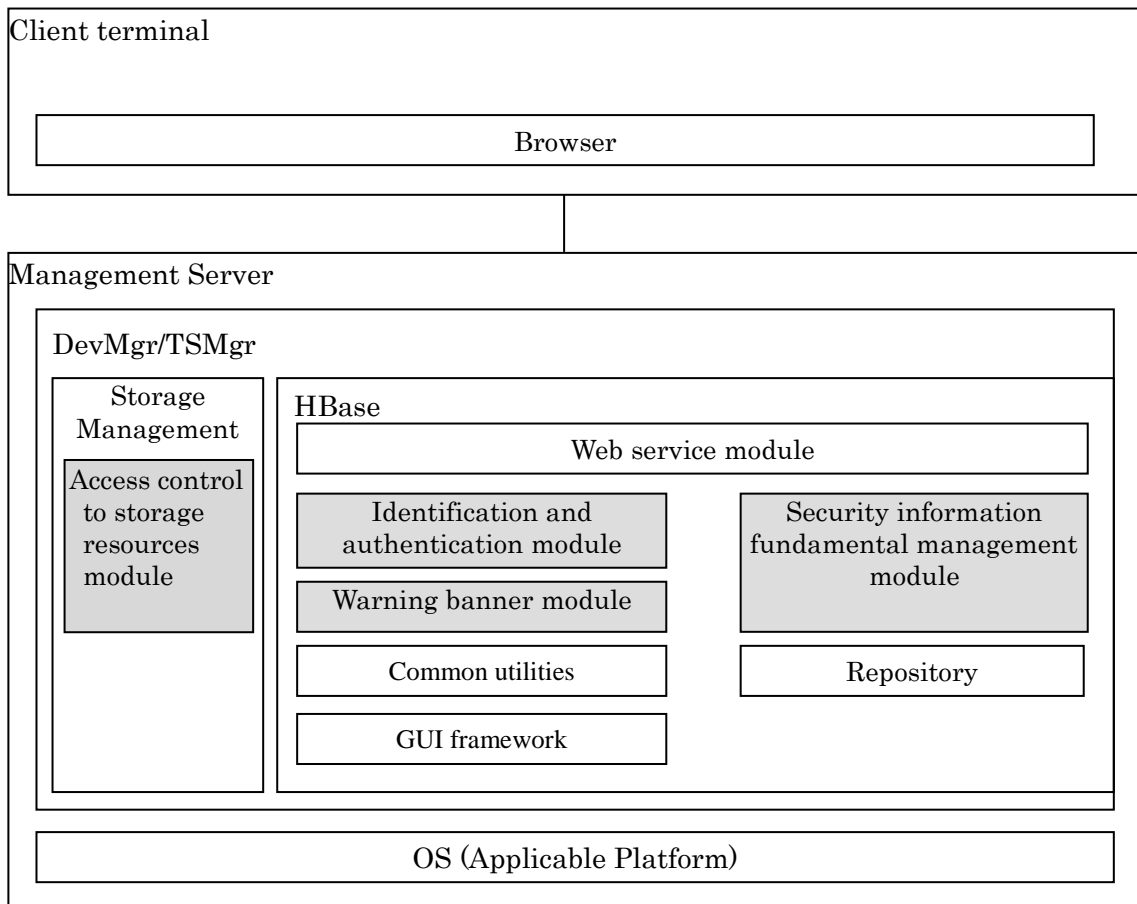 Client terminal
Browser
Management Server
DevMgr/TSMgr
Storage
Management
Access control
to storage
resources
module
HBase
Web service module
Identification and
authentication module
Warning banner module
Common utilities
GUI framework
Security information
fundamental management
module
Repository
OS (Applicable Platform)